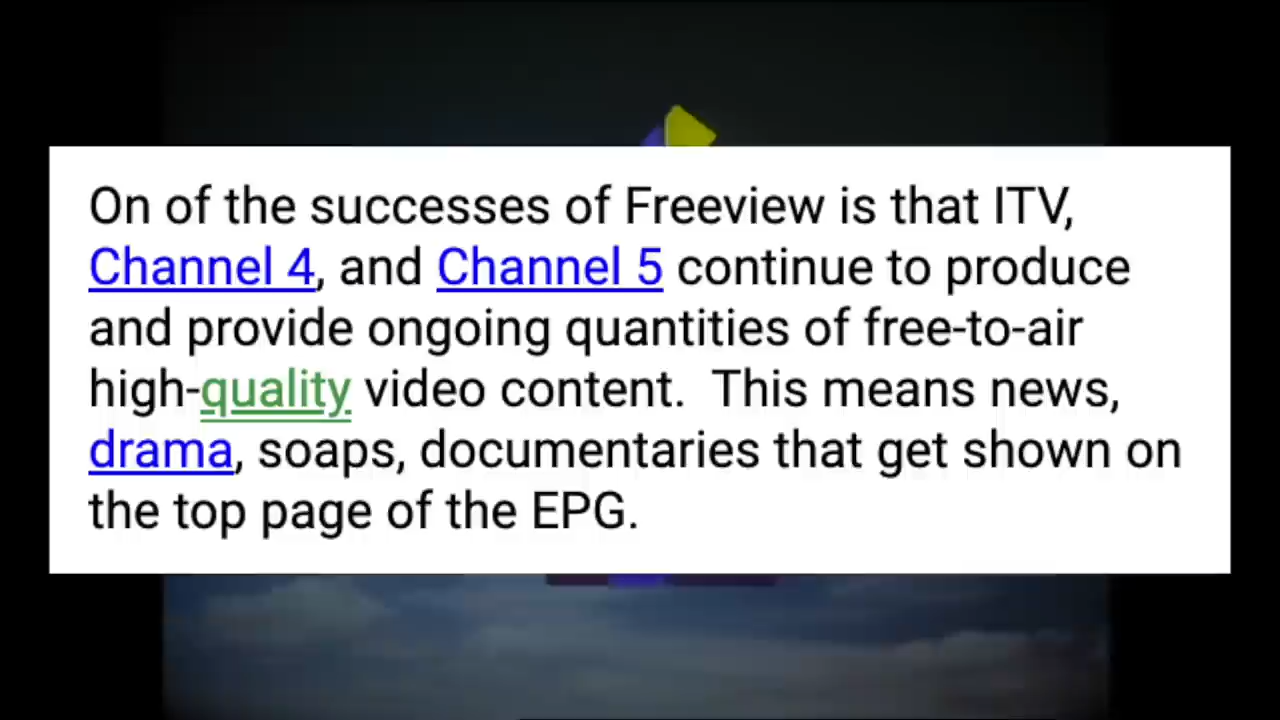 On of the successes of Freeview is that ITV,
Channel 4, and Channel 5 continue to produce
and provide ongoing quantities of free-to-air
high-quality video content.  This means news,
drama, soaps, documentaries that get shown on
the top page of the EPG.